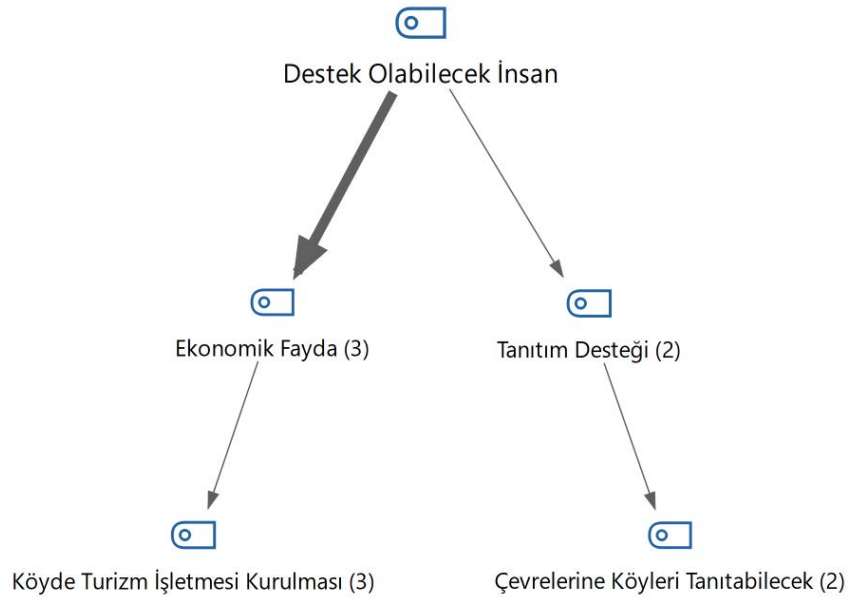 Destek Olabilecek İnsan
Ekonomik Fayda (3)
Tanıtım Desteği (2)
Köyde Turizm İşletmesi Kurulması (3)
Çevrelerine Köyleri Tanıtabilecek (2)